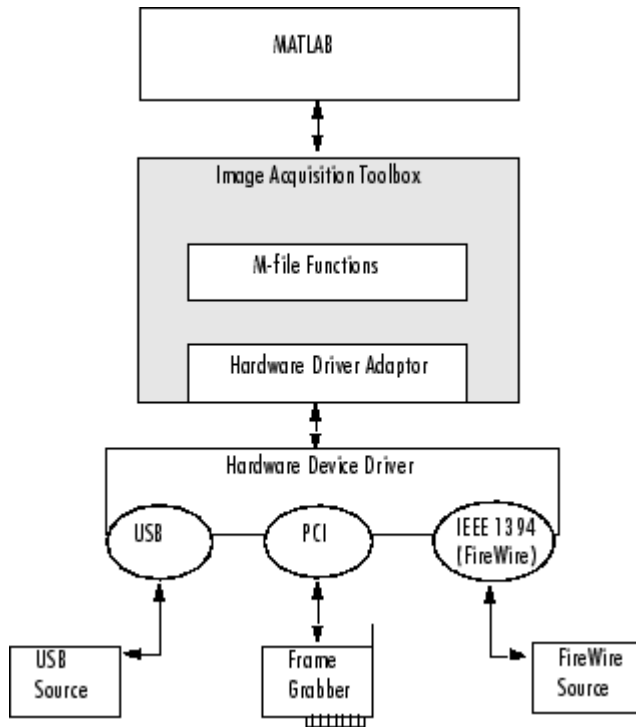 MATLAB
Image Acquisition Toolbox
M-file Functions
Hardware Driver Adaptor
Hardware Device Driver
USB
PCI
IEEE 1394
(FireWire)
USB
Source
Frame
Grabber
FireWire
Source